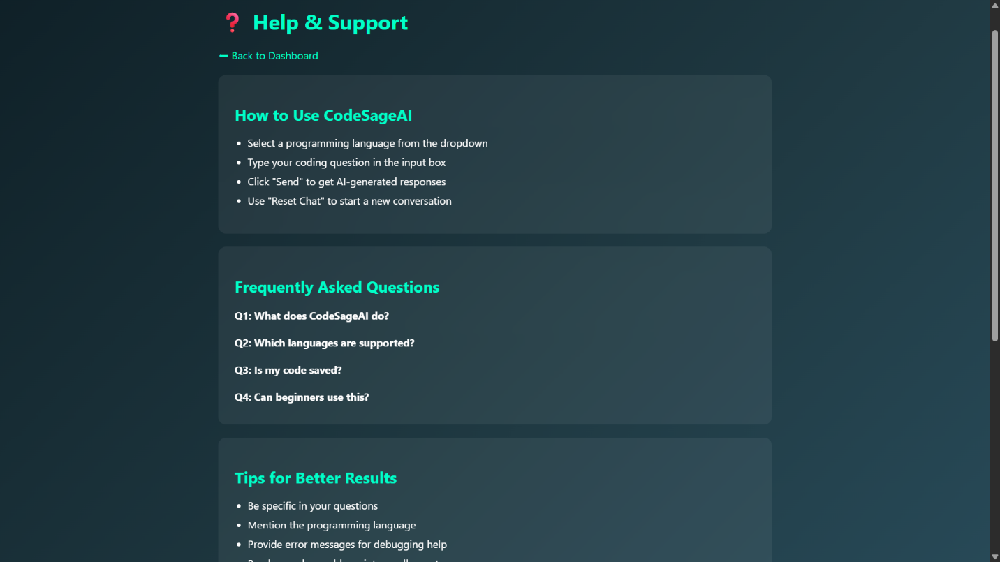 ❓ Help & Support
⬅ Back to Dashboard
How to Use CodeSageAI
• Select a programming language from the dropdown
• Type your coding question in the input box
• Click "Send" to get AI-generated responses
• Use "Reset Chat" to start a new conversation
Frequently Asked Questions
Q1: What does CodeSageAI do?
Q2: Which languages are supported?
Q3: Is my code saved?
Q4: Can beginners use this?
Tips for Better Results
• Be specific in your questions
• Mention the programming language
• Provide error messages for debugging help